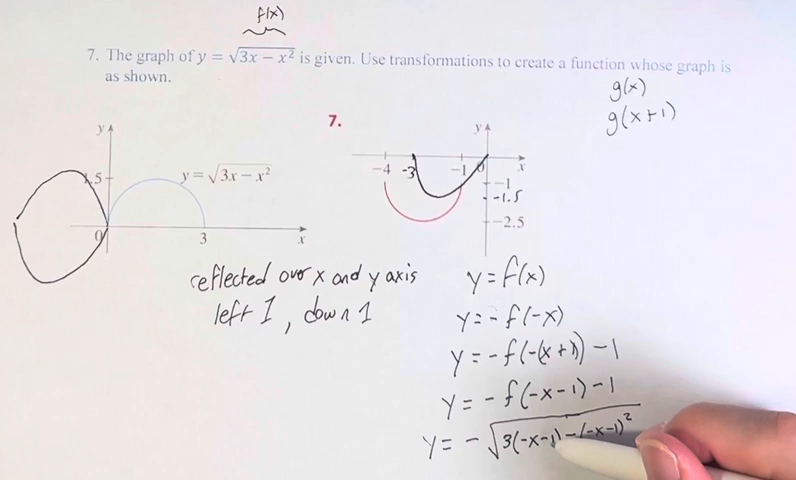 f(x)
7. The graph of y = √3x − x² is given. Use transformations to create a function whose graph is
as shown.
g(x)
g(x+1)
7.
y
1.5
y = √3x − x²
0
3
x
y
-4 -3 -1 0 x
-1
-1.5
-2.5
reflected over x and y axis
left 1, down 1
y = f(x)
y = - f(-x)
y = - f(-(x+1)) - 1
y = - f(-x-1) - 1
y = - √3(-x-1) - (-x-1)²